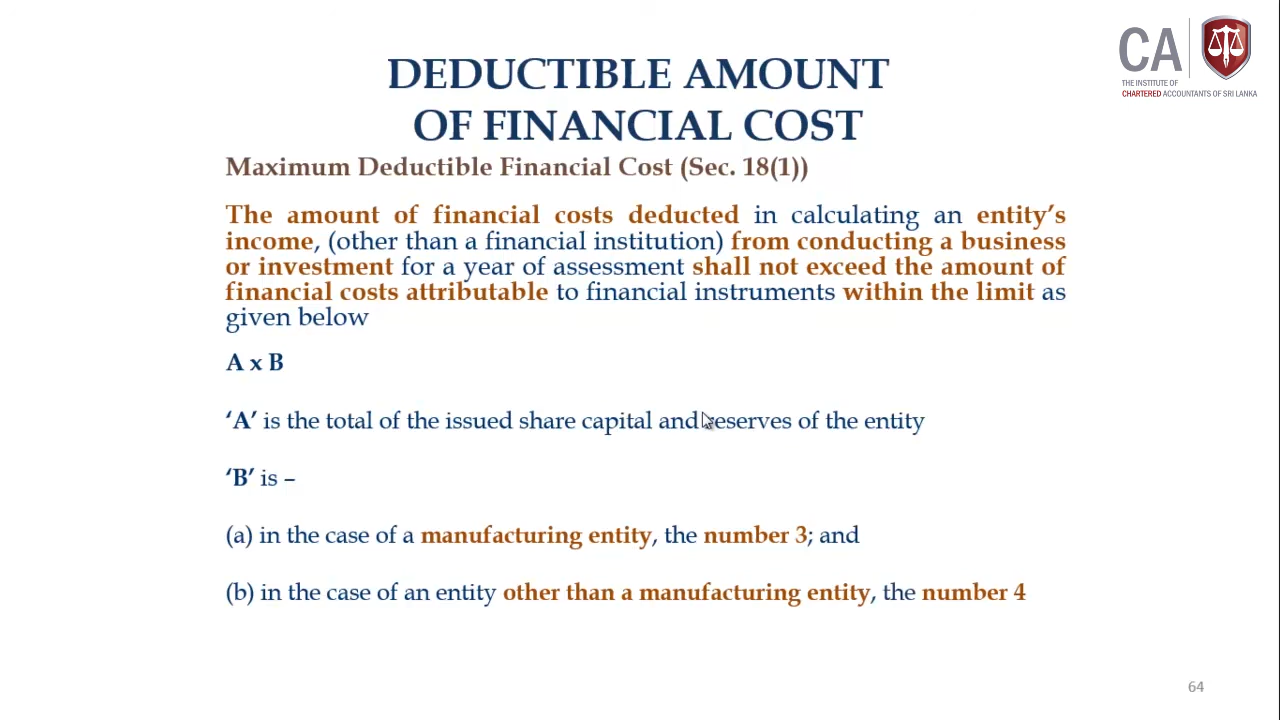 CA
THE INSTITUTE OF
CHARTERED ACCOUNTANTS OF SRI LANKA
DEDUCTIBLE AMOUNT
OF FINANCIAL COST
Maximum Deductible Financial Cost (Sec. 18(1))
The amount of financial costs deducted in calculating an entity's
income, (other than a financial institution) from conducting a business
or investment for a year of assessment shall not exceed the amount of
financial costs attributable to financial instruments within the limit as
given below
A x B
‘A’ is the total of the issued share capital and reserves of the entity
‘B’ is –
(a) in the case of a manufacturing entity, the number 3; and
(b) in the case of an entity other than a manufacturing entity, the number 4
64